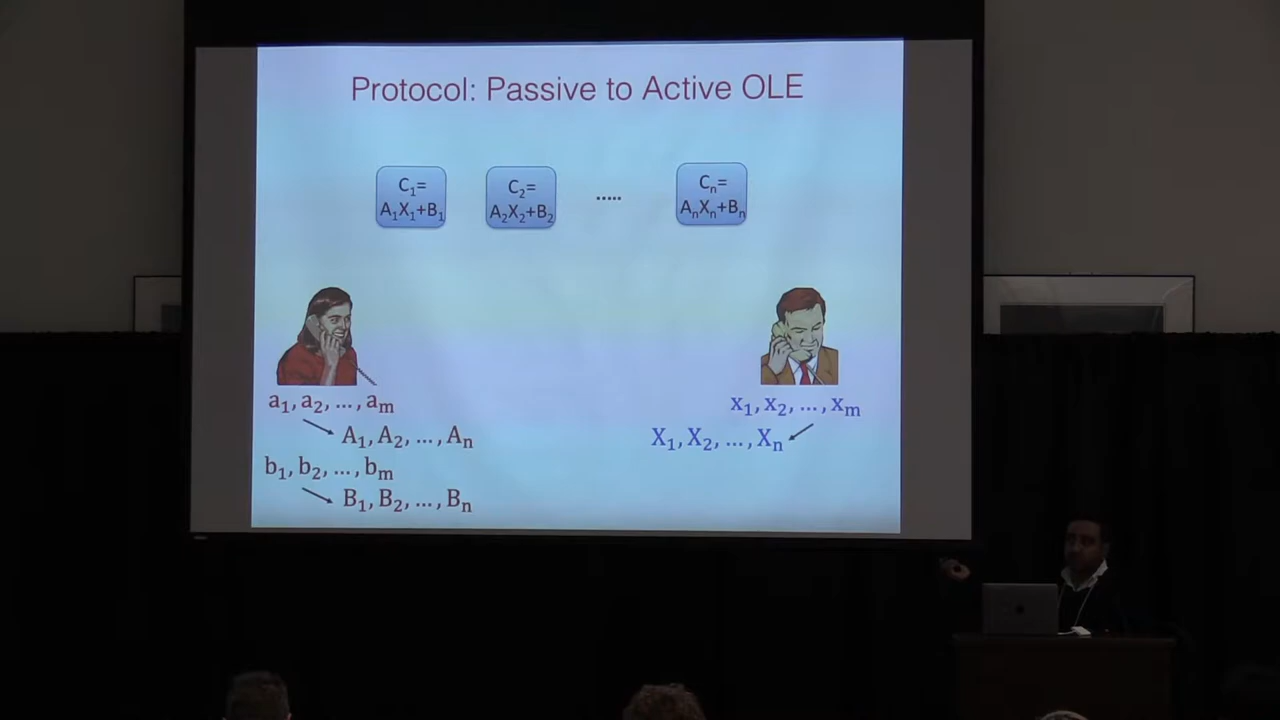 Protocol: Passive to Active OLE
C₁=
A₁X₁+B₁
C₂=
A₂X₂+B₂
.....
Cₙ=
AₙXₙ+Bₙ
a₁, a₂, ..., aₘ
A₁, A₂, ..., Aₙ
b₁, b₂, ..., bₘ
B₁, B₂, ..., Bₙ
x₁, x₂, ..., xₘ
X₁, X₂, ..., Xₙ